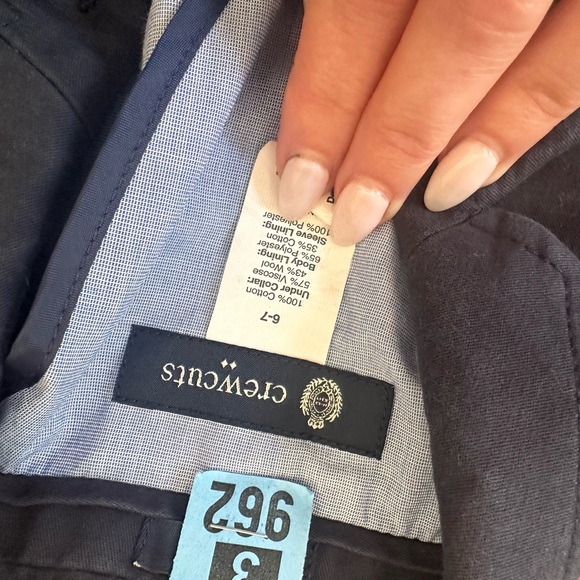 crewcuts
6-7
100% Cotton
Under Collar:
57% Viscose
43% Wool
Body Lining:
65% Polyester
35% Cotton
Sleeve Lining:
100% Polyester
962
3